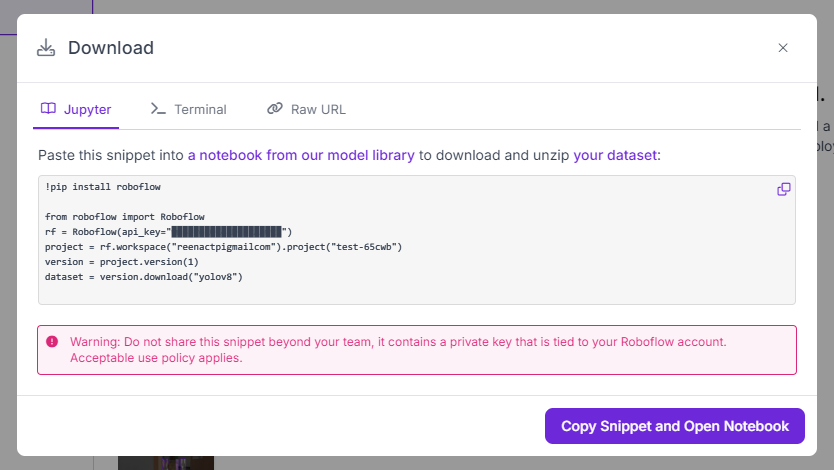 Download
Jupyter
Terminal
Raw URL
Paste this snippet into a notebook from our model library to download and unzip your dataset:
!pip install roboflow
from roboflow import Roboflow
rf = Roboflow(api_key="███████████████████")
project = rf.workspace("reenactpigmailcom").project("test-65cwb")
version = project.version(1)
dataset = version.download("yolov8")
Warning: Do not share this snippet beyond your team, it contains a private key that is tied to your Roboflow account.
Acceptable use policy applies.
Copy Snippet and Open Notebook